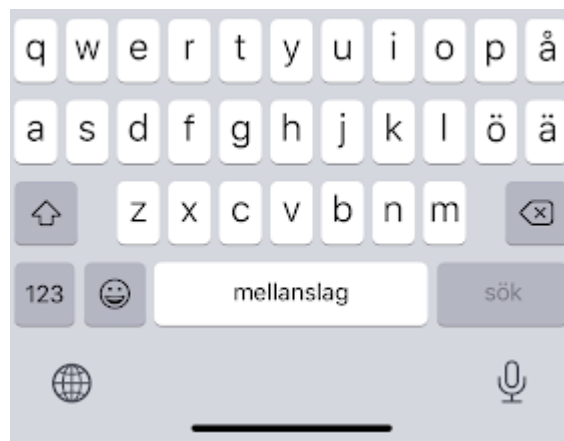 q w e r t y u i o p å
a s d f g h j k l ö ä
z x c v b n m
123 mellanslag sök